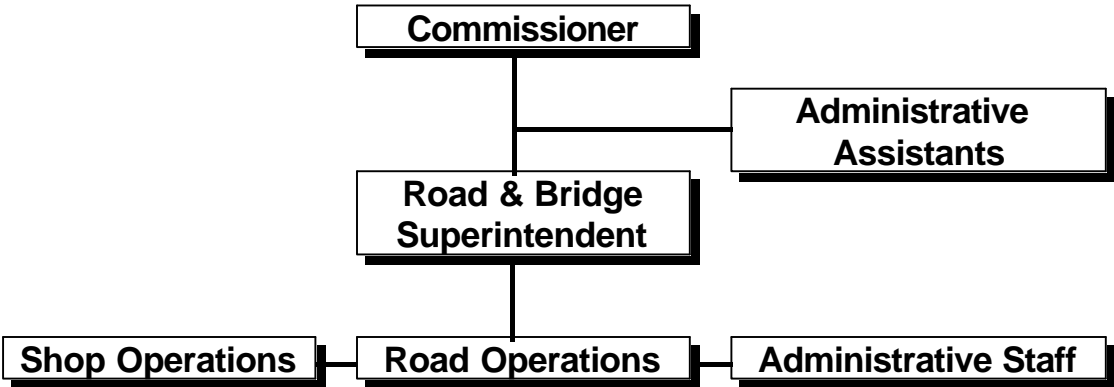 Commissioner
Administrative
Assistants
Road & Bridge
Superintendent
Shop Operations
Road Operations
Administrative Staff